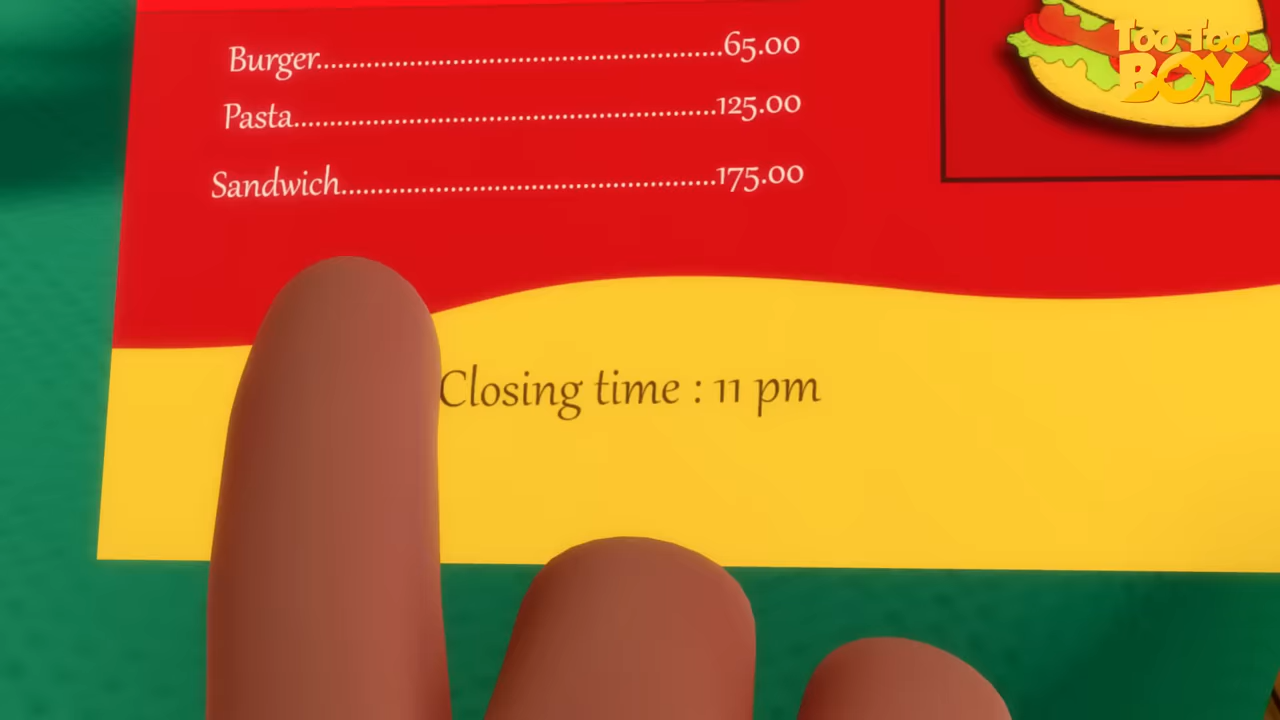 Burger..................................................65.00
Pasta....................................................125.00
Sandwich..............................................175.00
Closing time : 11 pm
Too Too
BOY